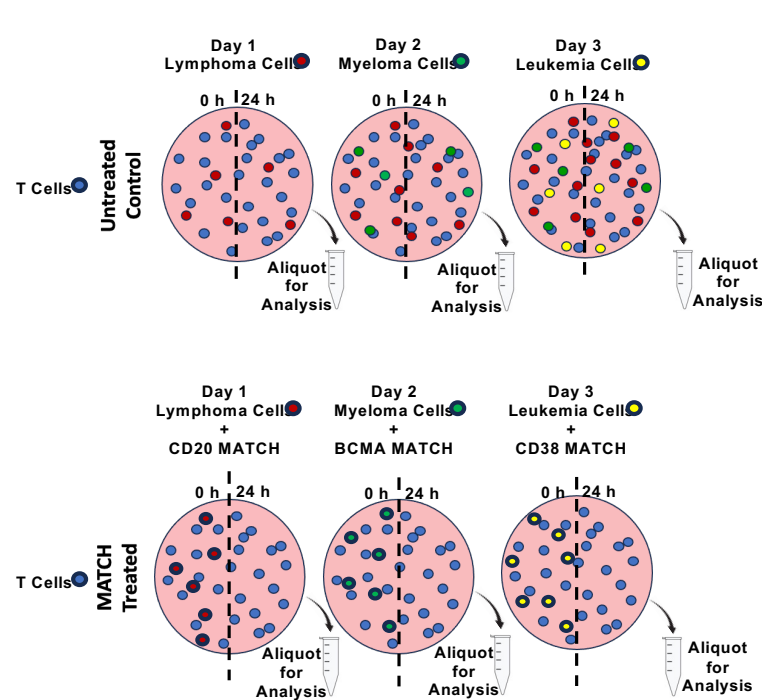 Day 1
Lymphoma Cells
Day 2
Myeloma Cells
Day 3
Leukemia Cells
0 h 24 h
0 h 24 h
0 h 24 h
T Cells
Untreated
Control
Aliquot
for
Analysis
Aliquot
for
Analysis
Aliquot
for
Analysis
Day 1
Lymphoma Cells
+
CD20 MATCH
Day 2
Myeloma Cells
+
BCMA MATCH
Day 3
Leukemia Cells
+
CD38 MATCH
0 h 24 h
0 h 24 h
0 h 24 h
T Cells
MATCH
Treated
Aliquot
for
Analysis
Aliquot
for
Analysis
Aliquot
for
Analysis